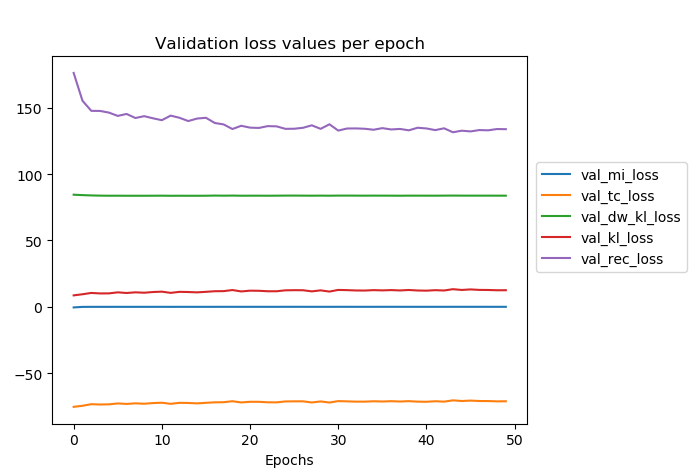 Validation loss values per epoch
150
100
50
0
−50
0 10 20 30 40 50
Epochs
val_mi_loss
val_tc_loss
val_dw_kl_loss
val_kl_loss
val_rec_loss